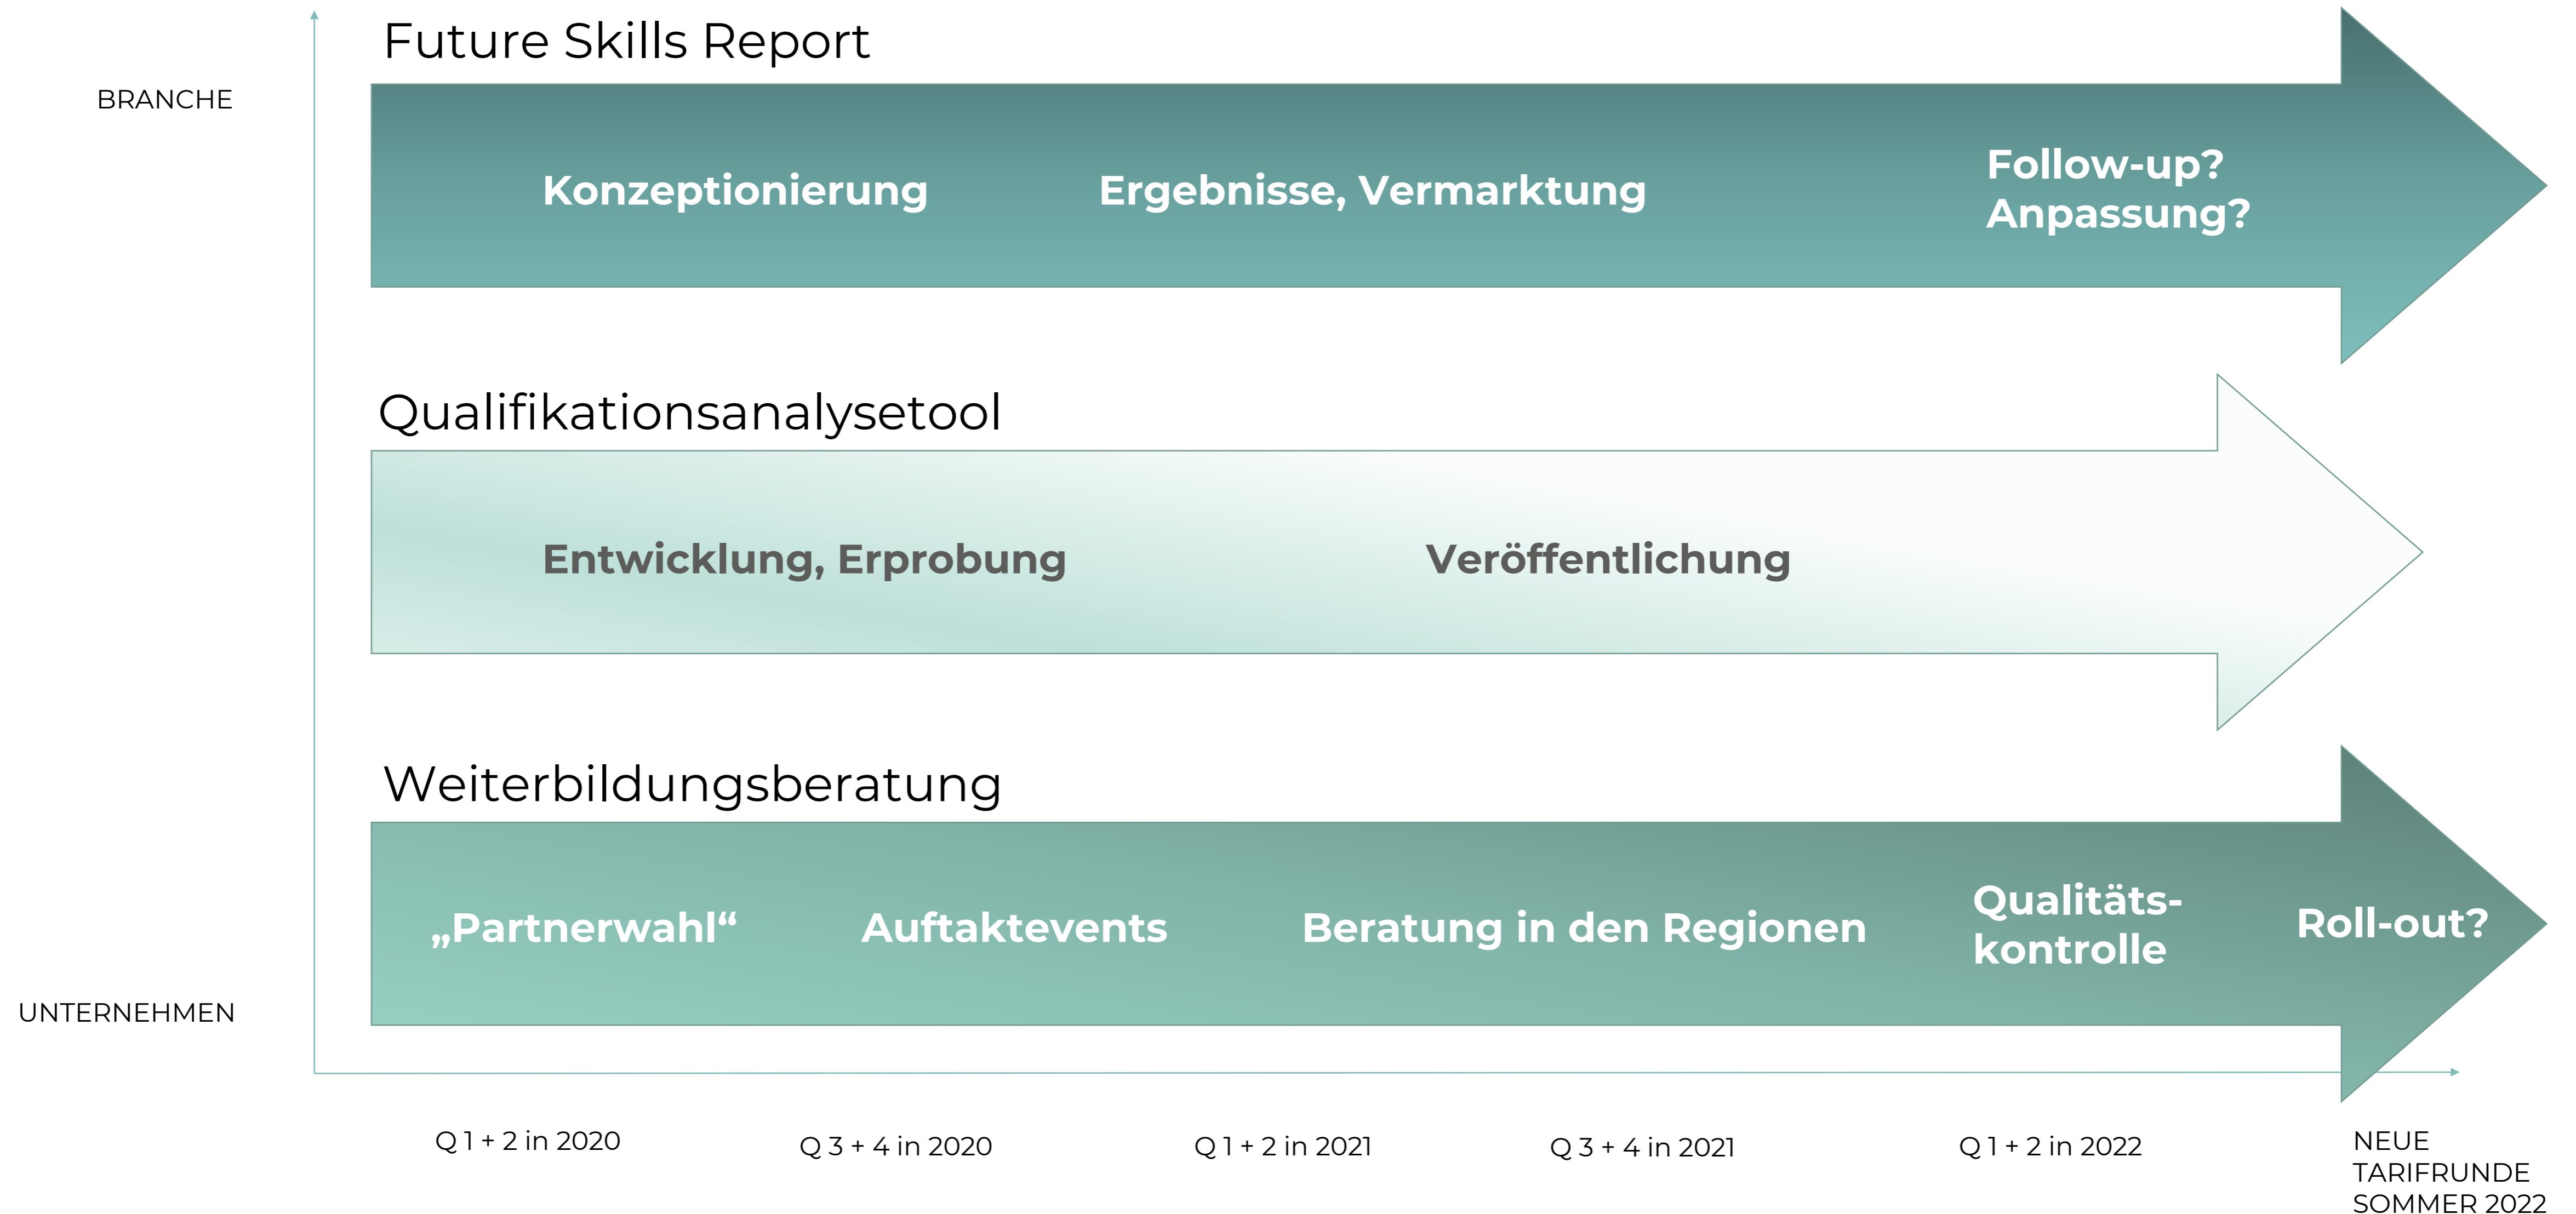 Future Skills Report
BRANCHE
Konzeptionierung
Ergebnisse, Vermarktung
Follow-up?
Anpassung?
Qualifikationsanalysetool
Entwicklung, Erprobung
Veröffentlichung
Weiterbildungsberatung
„Partnerwahl“
Auftaktevents
Beratung in den Regionen
Qualitäts-
kontrolle
Roll-out?
UNTERNEHMEN
Q 1 + 2 in 2020
Q 3 + 4 in 2020
Q 1 + 2 in 2021
Q 3 + 4 in 2021
Q 1 + 2 in 2022
NEUE
TARIFRUNDE
SOMMER 2022